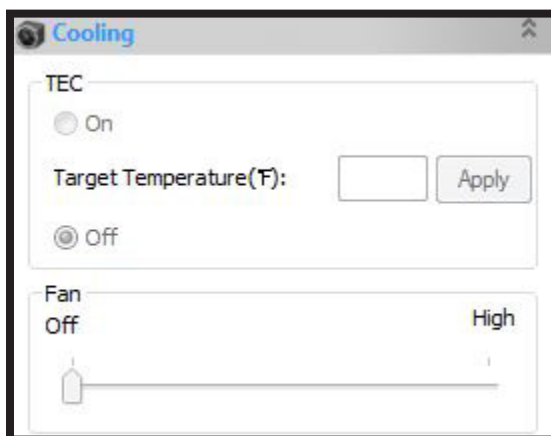 Cooling
TEC
On
Target Temperature(°F):
Apply
Off
Fan
Off
High